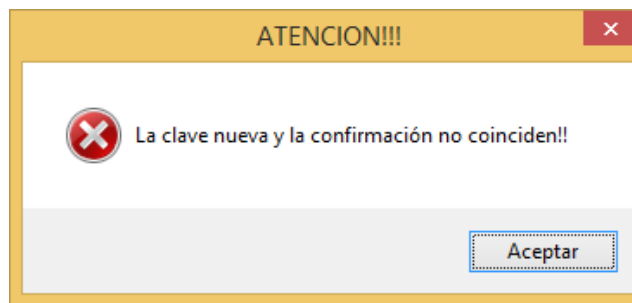 ATENCION!!!
La clave nueva y la confirmación no coinciden!!
Aceptar